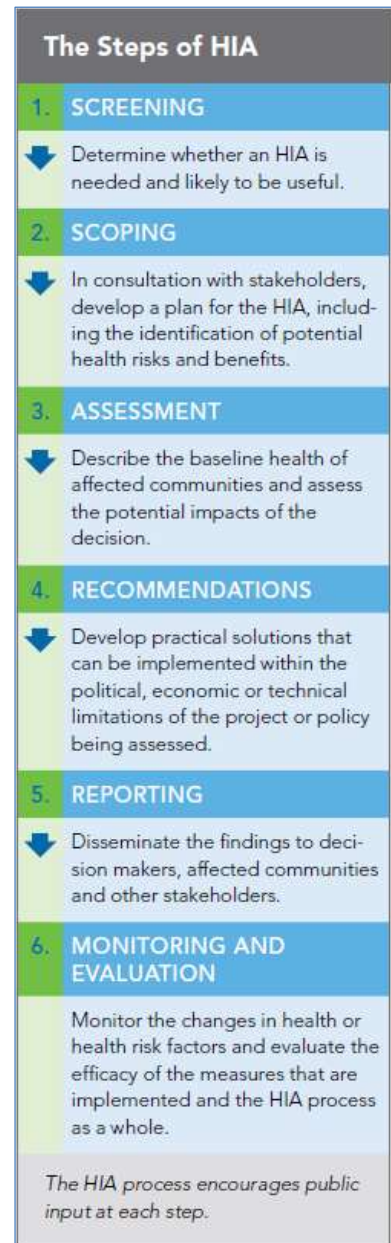 The Steps of HIA
1. SCREENING
Determine whether an HIA is
needed and likely to be useful.
2. SCOPING
In consultation with stakeholders,
develop a plan for the HIA, includ-
ing the identification of potential
health risks and benefits.
3. ASSESSMENT
Describe the baseline health of
affected communities and assess
the potential impacts of the
decision.
4. RECOMMENDATIONS
Develop practical solutions that
can be implemented within the
political, economic or technical
limitations of the project or policy
being assessed.
5. REPORTING
Disseminate the findings to deci-
sion makers, affected communities
and other stakeholders.
6. MONITORING AND
EVALUATION
Monitor the changes in health or
health risk factors and evaluate the
efficacy of the measures that are
implemented and the HIA process
as a whole.
The HIA process encourages public
input at each step.